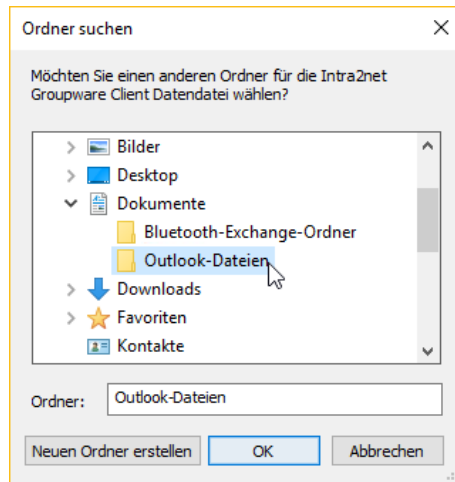 Ordner suchen
Möchten Sie einen anderen Ordner für die Intra2net
Groupware Client Datendatei wählen?
Bilder
Desktop
Dokumente
Bluetooth-Exchange-Ordner
Outlook-Dateien
Downloads
Favoriten
Kontakte
Ordner: Outlook-Dateien
Neuen Ordner erstellen OK Abbrechen